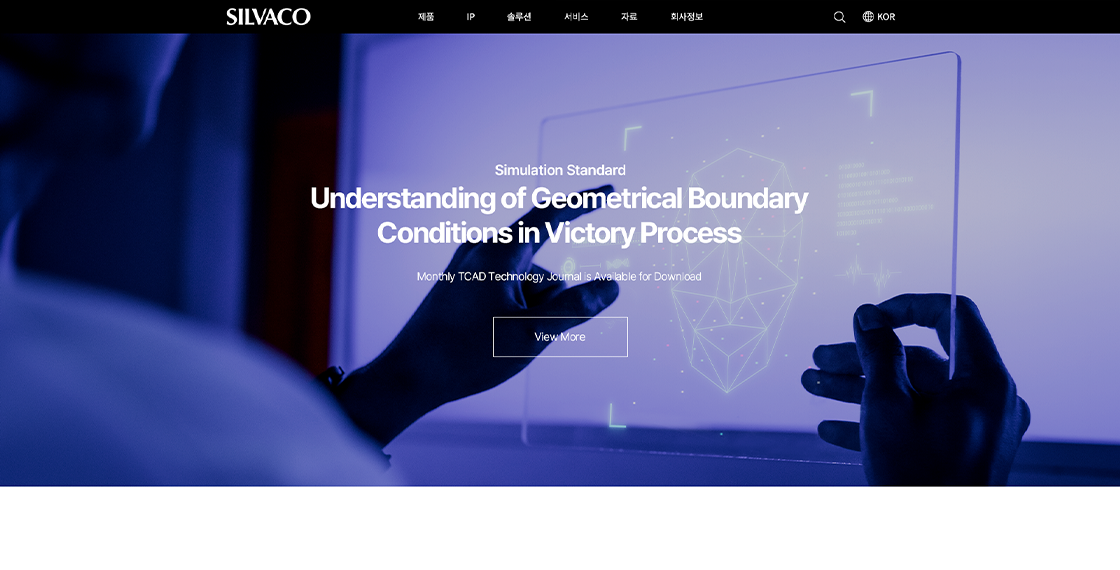 SILVACO
제품
IP
솔루션
서비스
자료
회사정보
KOR
Simulation Standard
Understanding of Geometrical Boundary
Conditions in Victory Process
Monthly TCAD Technology Journal is Available for Download
View More